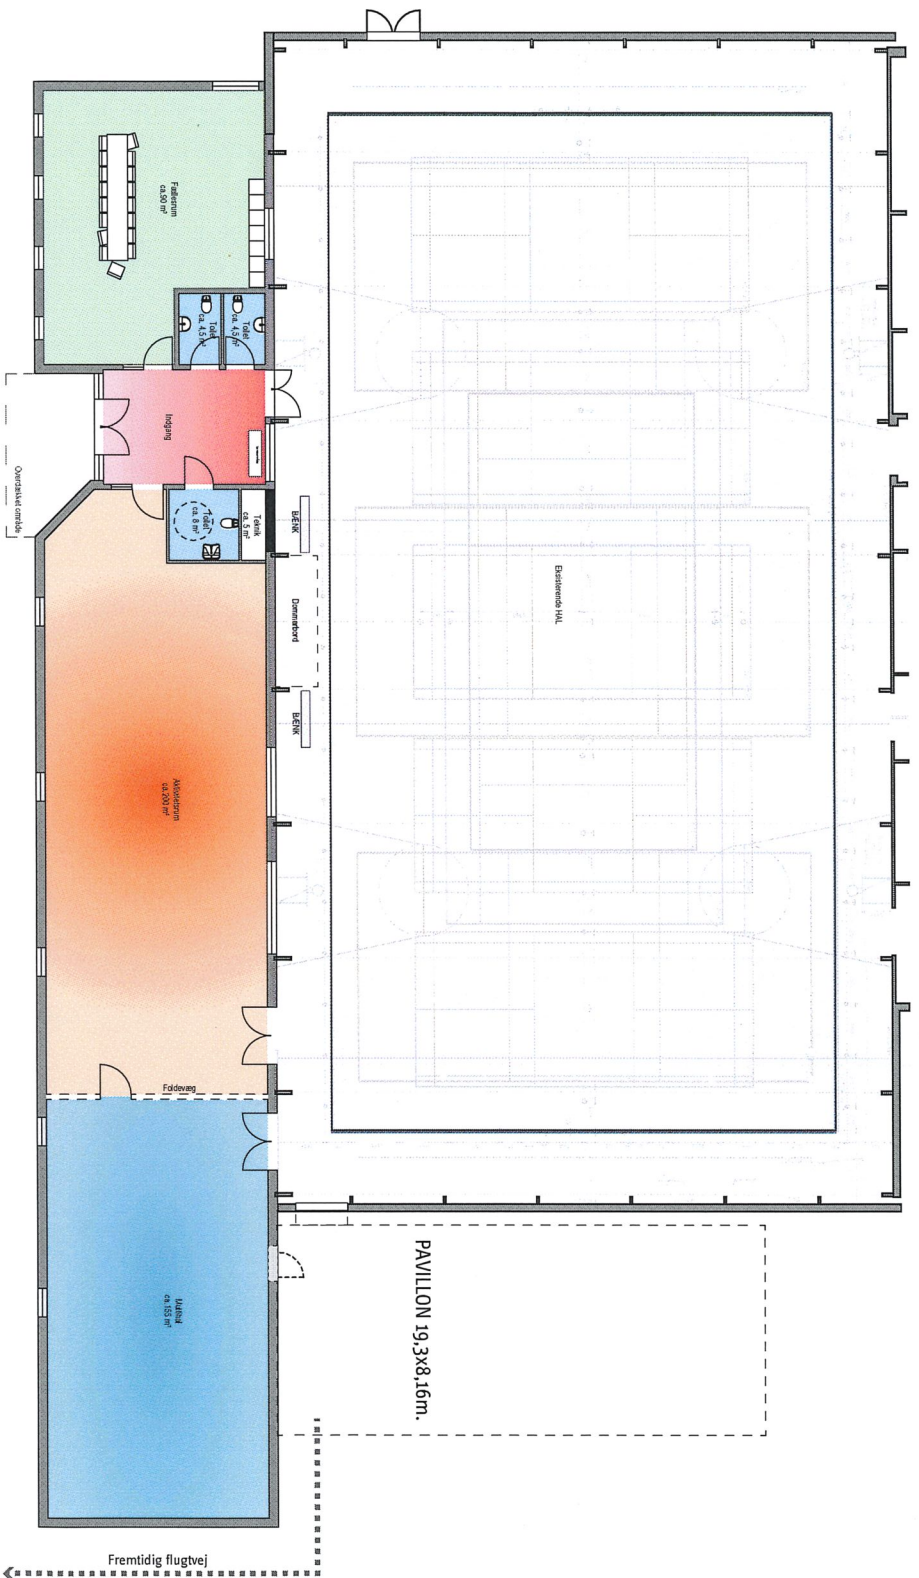 Fællesrum
ca. 90 m²
Toilet
ca. 4,5 m²
Toilet
ca. 4,5 m²
Indgang
Overdækket område
Toilet
ca. 8 m²
Teknik
ca. 5 m²
BÆNK
Dommerbord
BÆNK
Eksisterende HAL
Aktivitetsrum
ca. 200 m²
Foldevæg
Multihal
ca. 155 m²
PAVILLON 19,3x8,16m.
Fremtidig flugtvej